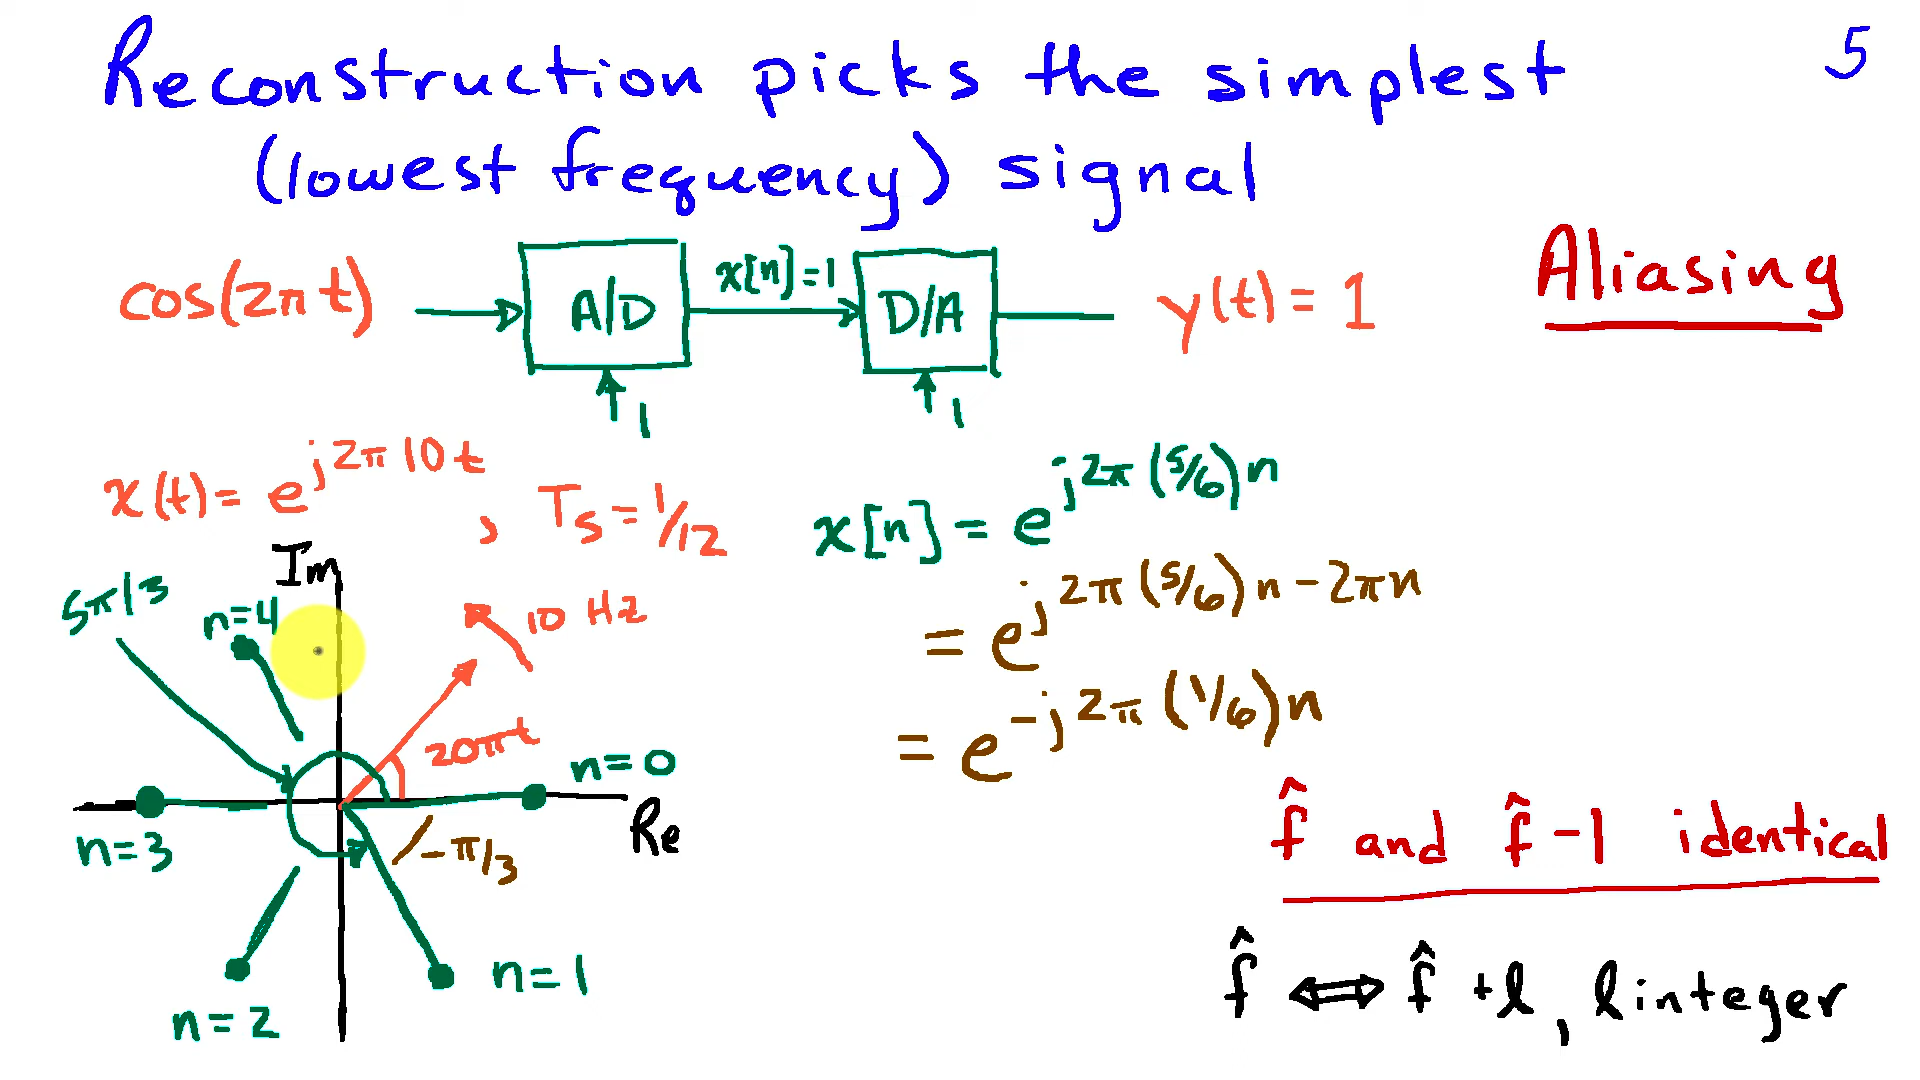 Reconstruction picks the simplest 5
(lowest frequency) signal
Aliasing
cos(2πt) A/D x[n]=1 D/A y(t) = 1
1 1
x(t) = e^{j2π10t}, Ts = 1/12
x[n] = e^{j2π(5/6)n}
= e^{j2π(5/6)n-2πn}
= e^{-j2π(1/6)n}
Im
5π/3
n=4
10 Hz
20πt
n=0
n=3
-π/3
Re
n=1
n=2
f̂ and f̂-1 identical
f̂ ⟺ f̂ +l, l integer